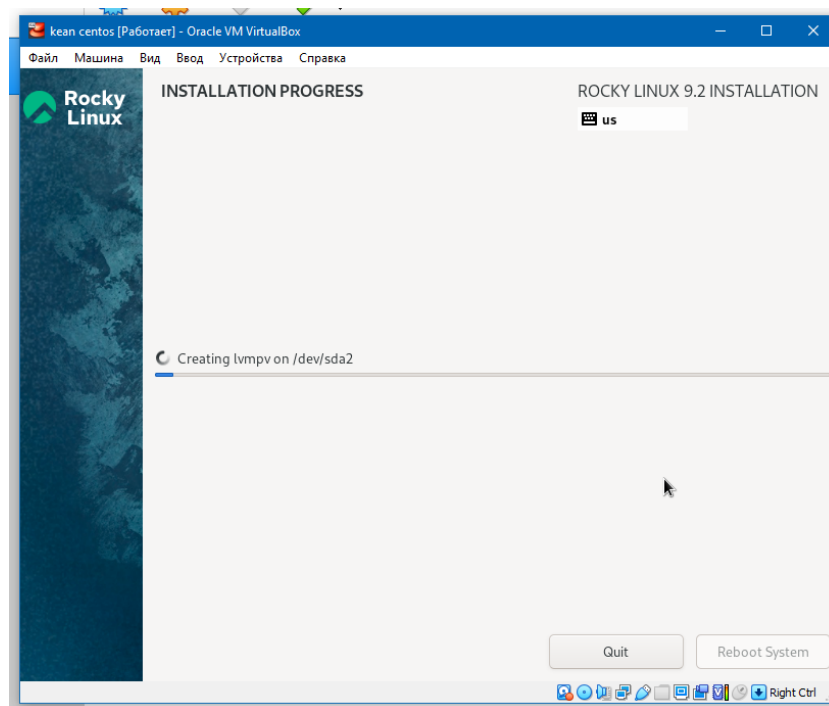 kean centos [Работает] - Oracle VM VirtualBox
Файл Машина Вид Ввод Устройства Справка
Rocky Linux
INSTALLATION PROGRESS
ROCKY LINUX 9.2 INSTALLATION
us
Creating lvmpv on /dev/sda2
Quit
Reboot System
Right Ctrl